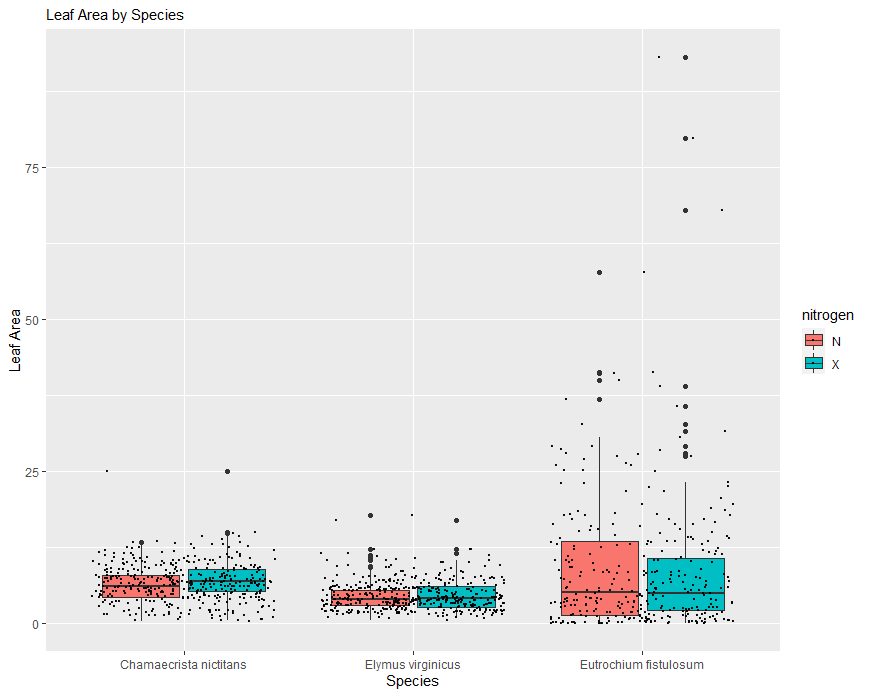 Leaf Area by Species
75
50
25
0
Leaf Area
Chamaecrista nictitans
Elymus virginicus
Eutrochium fistulosum
Species
nitrogen
N
X